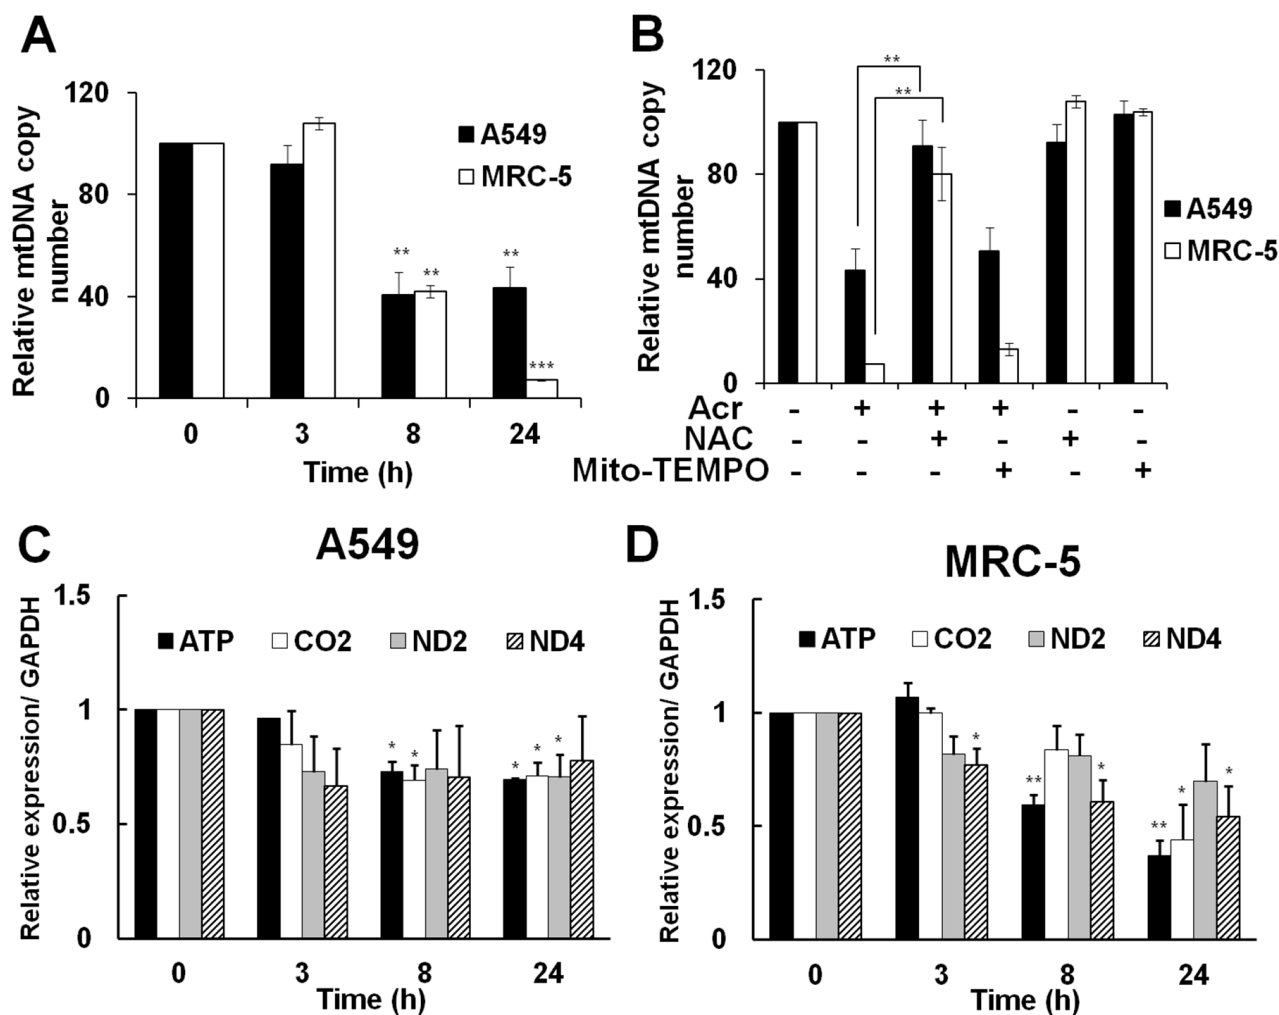 A
Relative mtDNA copy number
120
80
40
0
A549
MRC-5
** ** ** ***
0 3 8 24
Time (h)
B
Relative mtDNA copy number
120
80
40
0
**
**
A549
MRC-5
Acr - + + + - -
NAC - - + - + -
Mito-TEMPO - - - + - +
C
A549
Relative expression/ GAPDH
1.5
1
0.5
0
ATP CO2 ND2 ND4
* * * * *
0 3 8 24
Time (h)
D
MRC-5
Relative expression/ GAPDH
1.5
1
0.5
0
ATP CO2 ND2 ND4
* ** * ** * *
0 3 8 24
Time (h)